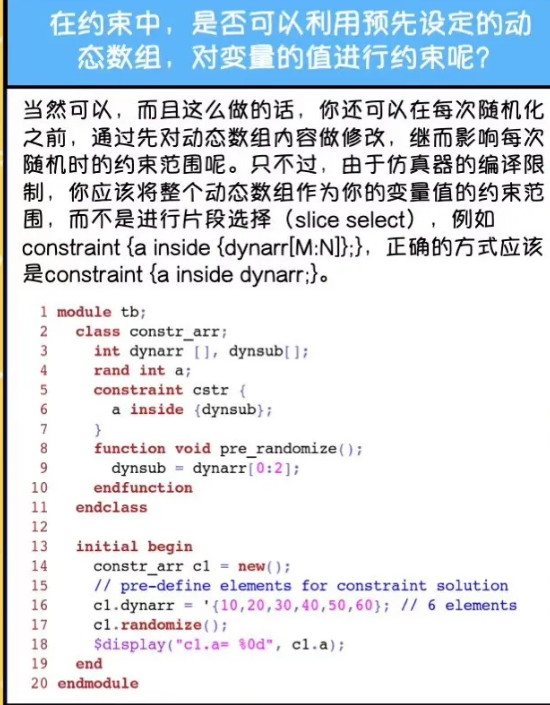 在约束中，是否可以利用预先设定的动
态数组，对变量的值进行约束呢？
当然可以，而且这么做的话，你还可以在每次随机化
之前，通过先对动态数组内容做修改，继而影响每次
随机时的约束范围呢。只不过，由于仿真器的编译限
制，你应该将整个动态数组作为你的变量值的约束范
围，而不是进行片段选择（slice select），例如
constraint {a inside {dynarr[M:N]};}，正确的方式应该
是constraint {a inside dynarr;}。
1 module tb;
2 class constr_arr;
3 int dynarr [], dynsub[];
4 rand int a;
5 constraint cstr {
6 a inside {dynsub};
7 }
8 function void pre_randomize();
9 dynsub = dynarr[0:2];
10 endfunction
11 endclass
12
13 initial begin
14 constr_arr c1 = new();
15 // pre-define elements for constraint solution
16 c1.dynarr = '{10,20,30,40,50,60}; // 6 elements
17 c1.randomize();
18 $display("c1.a= %0d", c1.a);
19 end
20 endmodule